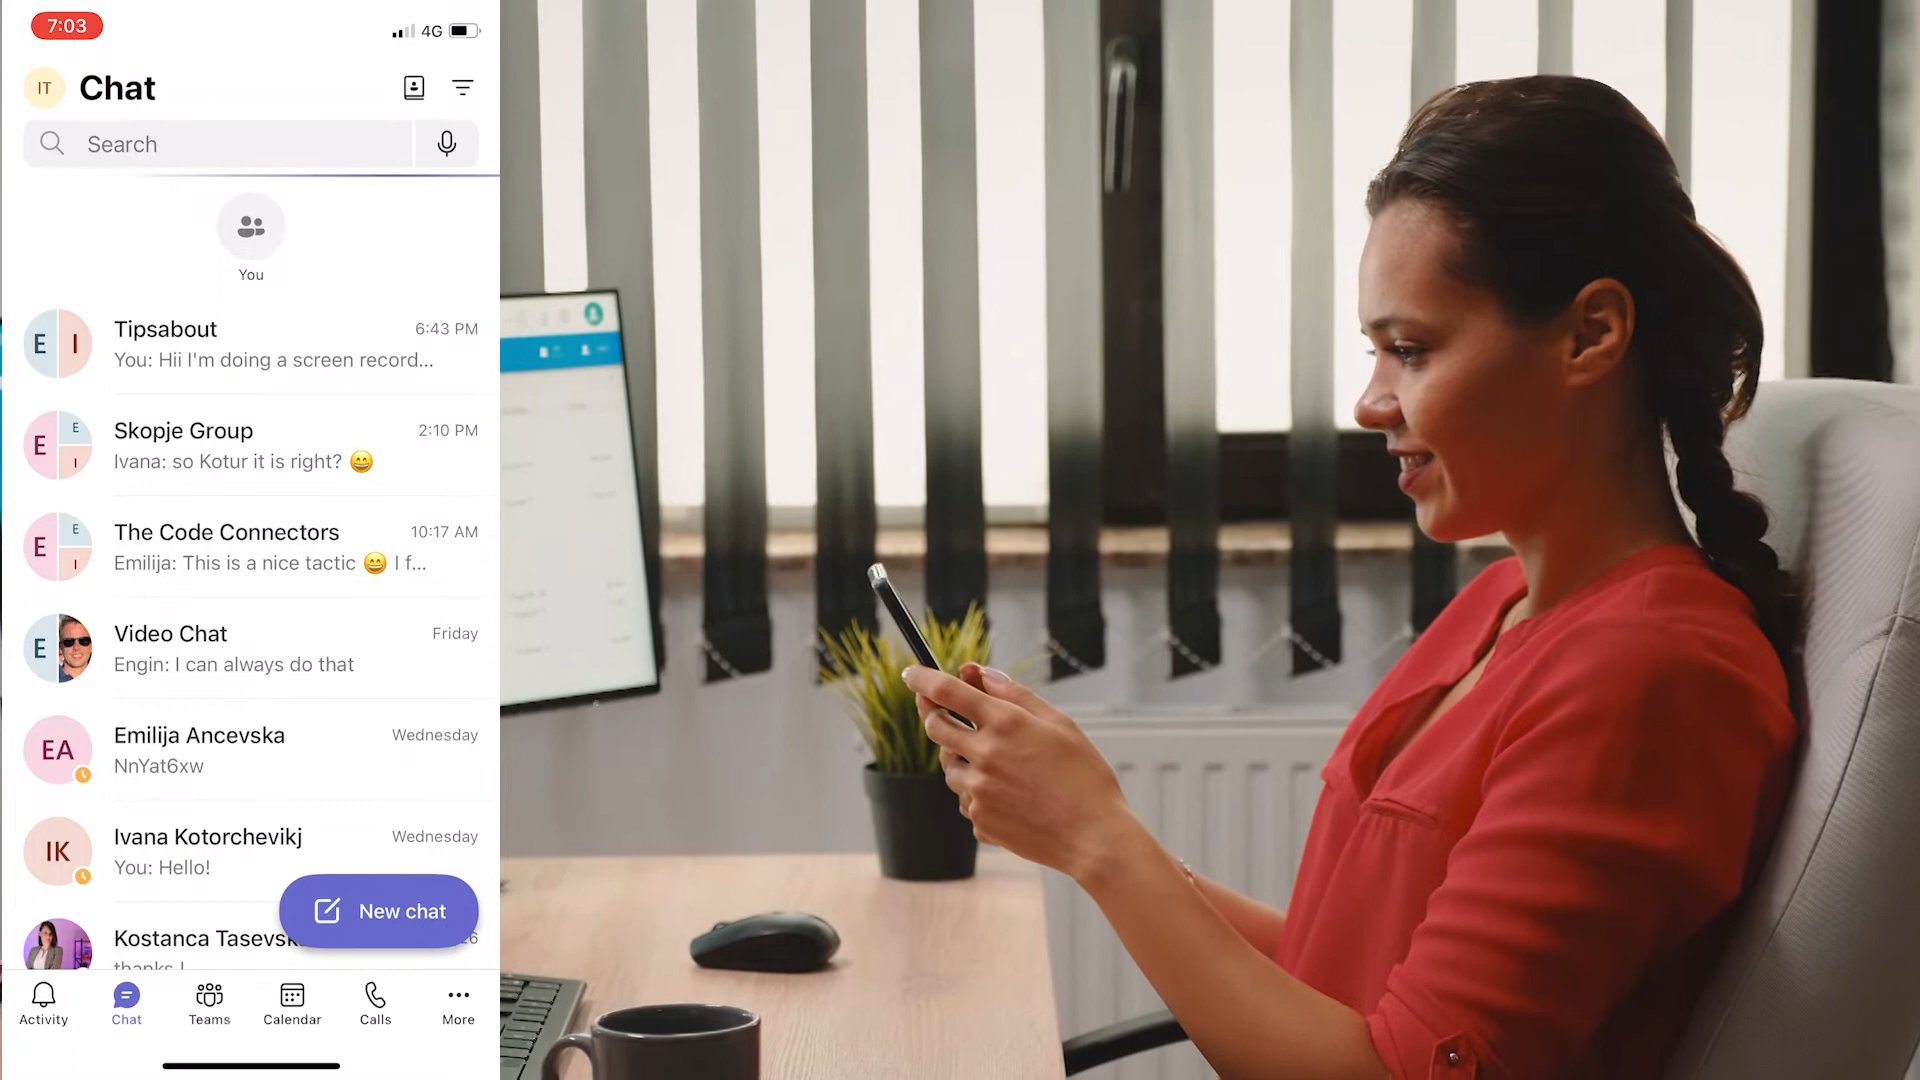 7:03
4G
IT
Chat
Search
You
E I
Tipsabout
6:43 PM
You: Hii I'm doing a screen record...
E E I
Skopje Group
2:10 PM
Ivana: so Kotur it is right? 😄
E E I
The Code Connectors
10:17 AM
Emilija: This is a nice tactic 😄 I f...
E
Video Chat
Friday
Engin: I can always do that
EA
Emilija Ancevska
Wednesday
NnYat6xw
IK
Ivana Kotorchevikj
Wednesday
You: Hello!
New chat
Kostanca Tasevsk
26
thanks !
Activity
Chat
Teams
Calendar
Calls
More